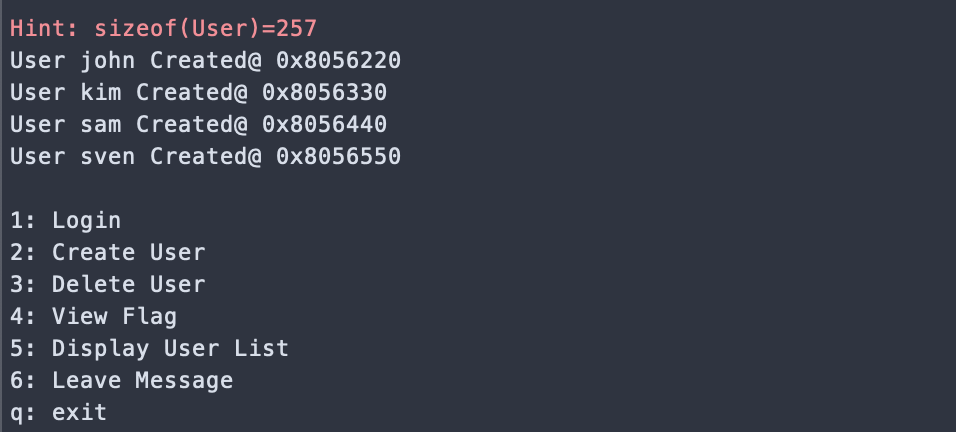 Hint: sizeof(User)=257
User john Created@ 0x8056220
User kim Created@ 0x8056330
User sam Created@ 0x8056440
User sven Created@ 0x8056550
1: Login
2: Create User
3: Delete User
4: View Flag
5: Display User List
6: Leave Message
q: exit